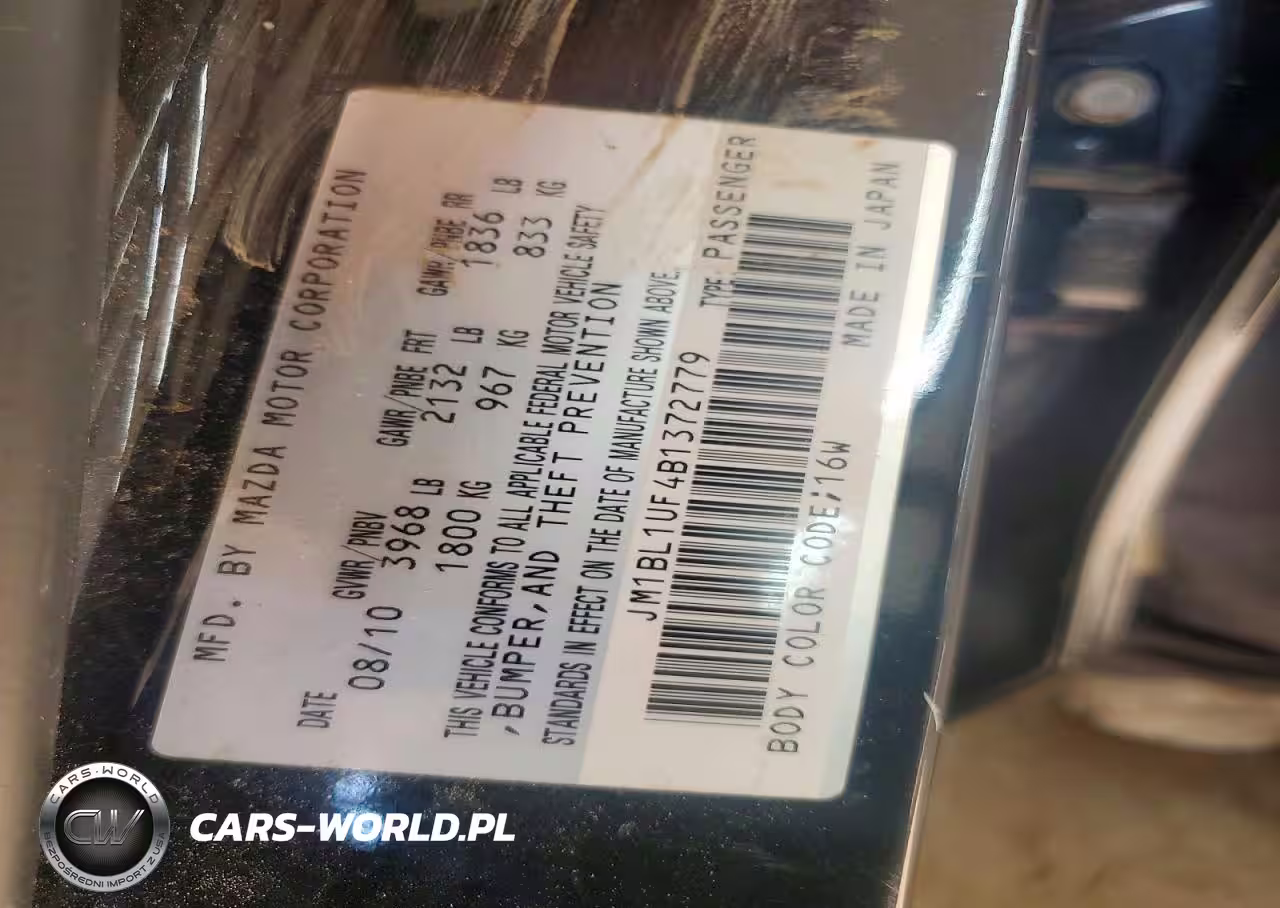 MFD. BY MAZDA MOTOR CORPORATION
DATE GVWR/PNBV GAWR/PNBE FRT GAWR/PNBE RR
08/10 3968 LB 2132 LB 1836 LB
1800 KG 967 KG 833 KG
THIS VEHICLE CONFORMS TO ALL APPLICABLE FEDERAL MOTOR VEHICLE SAFETY
,BUMPER,AND THEFT PREVENTION
STANDARDS IN EFFECT ON THE DATE OF MANUFACTURE SHOWN ABOVE.
JM1BL1UF4B1372779 TYPE PASSENGER
BODY COLOR CODE;16W MADE IN JAPAN
CARS-WORLD
CW
BEZPOŚREDNI IMPORT Z USA
CARS-WORLD.PL